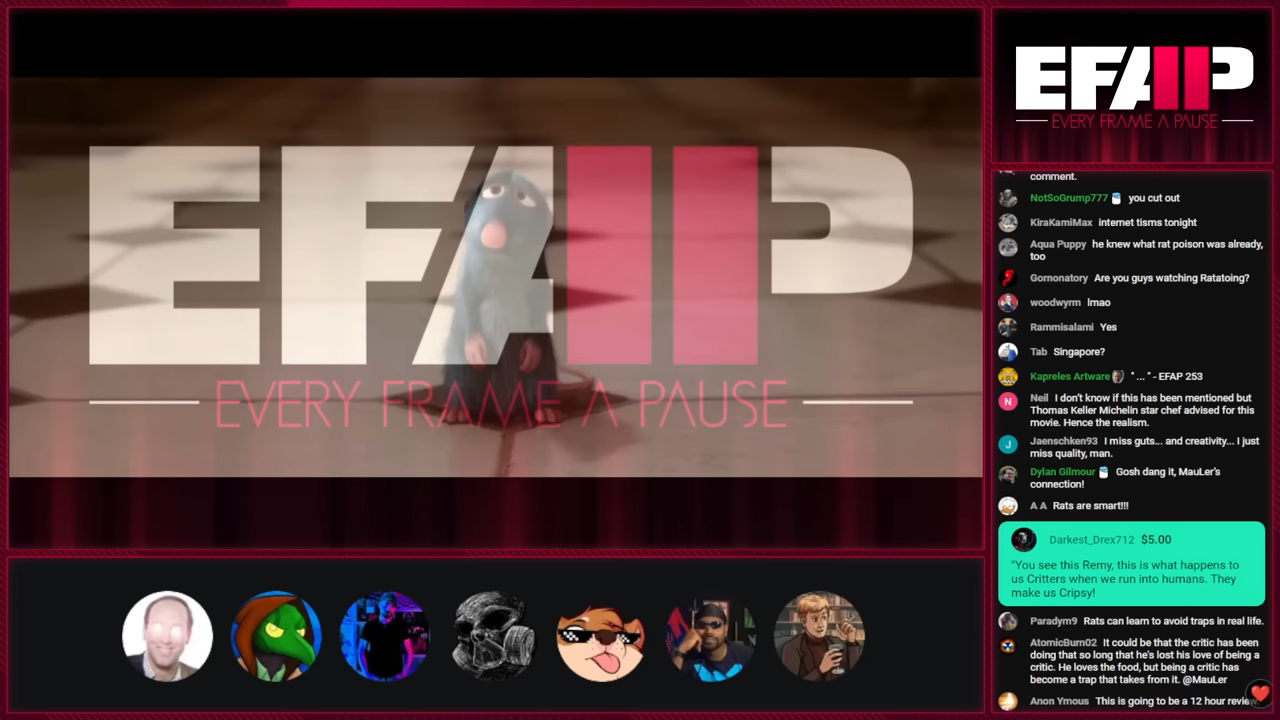 EFAP
EVERY FRAME A PAUSE
EFAP
EVERY FRAME A PAUSE
comment.
NotSoGrump777 you cut out
KiraKamiMax internet tisms tonight
Aqua Puppy he knew what rat poison was already,
too
Gornonatory Are you guys watching Ratatoing?
woodwyrm lmao
Rammisalami Yes
Tab Singapore?
Kapreles Artware "..." - EFAP 253
N
Neil I don't know if this has been mentioned but
Thomas Keller Michelin star chef advised for this
movie. Hence the realism.
J
Jaenschken93 I miss guts... and creativity... I just
miss quality, man.
Dylan Gilmour Gosh dang it, MauLer's
connection!
A A Rats are smart!!!
Darkest_Drex712 $5.00
"You see this Remy, this is what happens to
us Critters when we run into humans. They
make us Cripsy!
Paradym9 Rats can learn to avoid traps in real life.
AtomicBurn02 It could be that the critic has been
doing that so long that he's lost his love of being a
critic. He loves the food, but being a critic has
become a trap that takes from it. @MauLer
Anon Ymous This is going to be a 12 hour review.